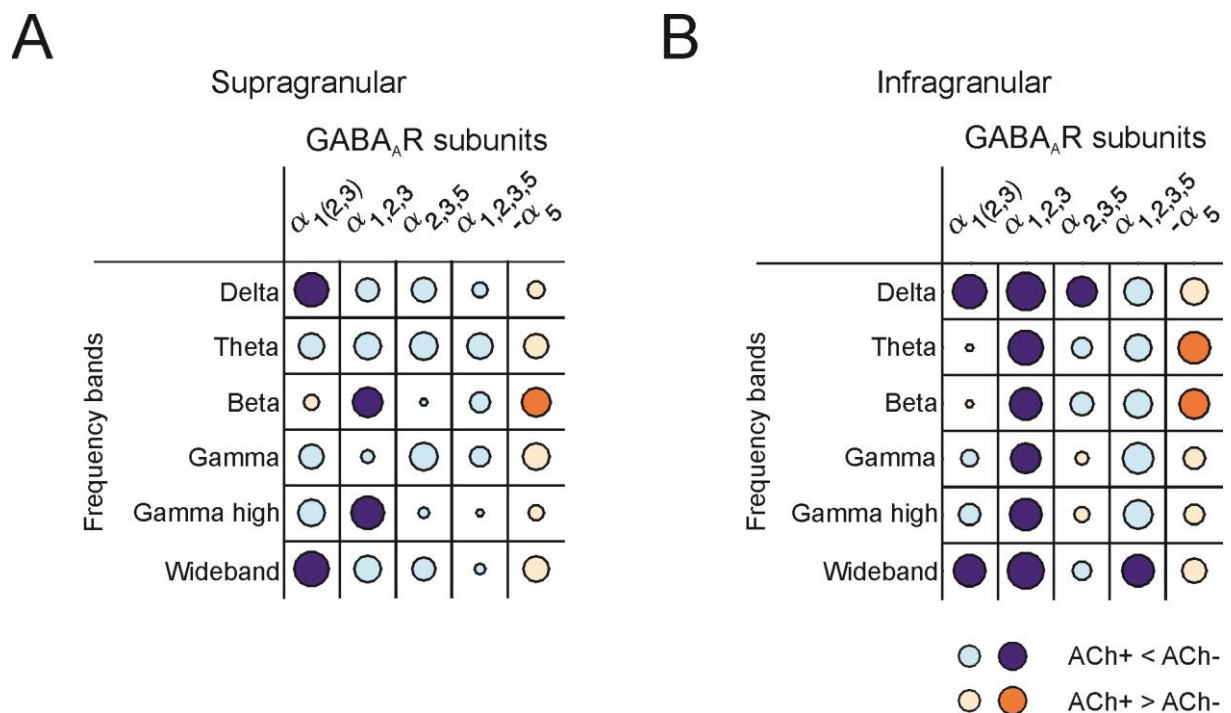 A
Supragranular
GABA_AR subunits
α1(2,3) α1,2,3 α2,3,5 α1,2,3,5 -α5
Frequency bands
Delta
Theta
Beta
Gamma
Gamma high
Wideband
B
Infragranular
GABA_AR subunits
α1(2,3) α1,2,3 α2,3,5 α1,2,3,5 -α5
Frequency bands
Delta
Theta
Beta
Gamma
Gamma high
Wideband
ACh+ < ACh-
ACh+ > ACh-